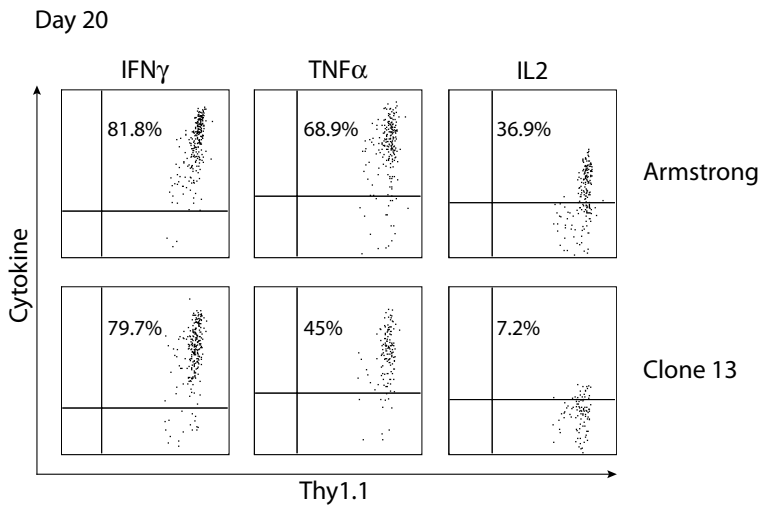 Day 20
IFNγ
TNFα
IL2
81.8%
68.9%
36.9%
Armstrong
Cytokine
79.7%
45%
7.2%
Clone 13
Thy1.1